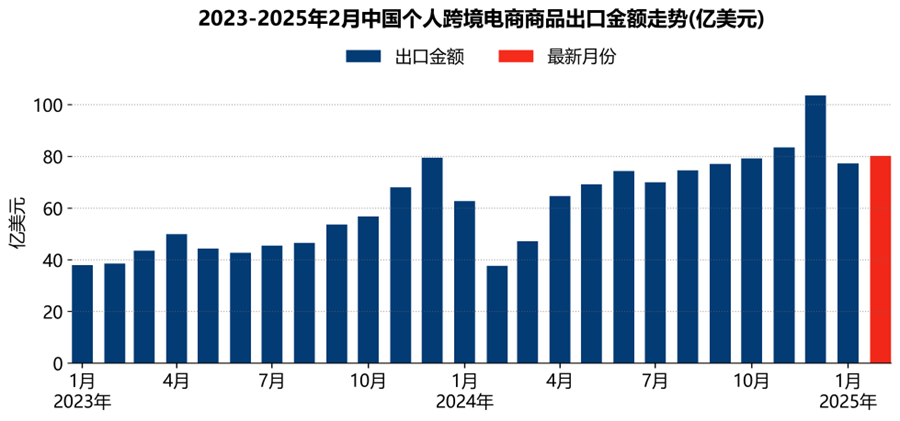 2023-2025年2月中国个人跨境电商商品出口金额走势(亿美元)
出口金额 最新月份
亿美元
100
80
60
40
20
0
1月 4月 7月 10月 1月 4月 7月 10月 1月
2023年 2024年 2025年